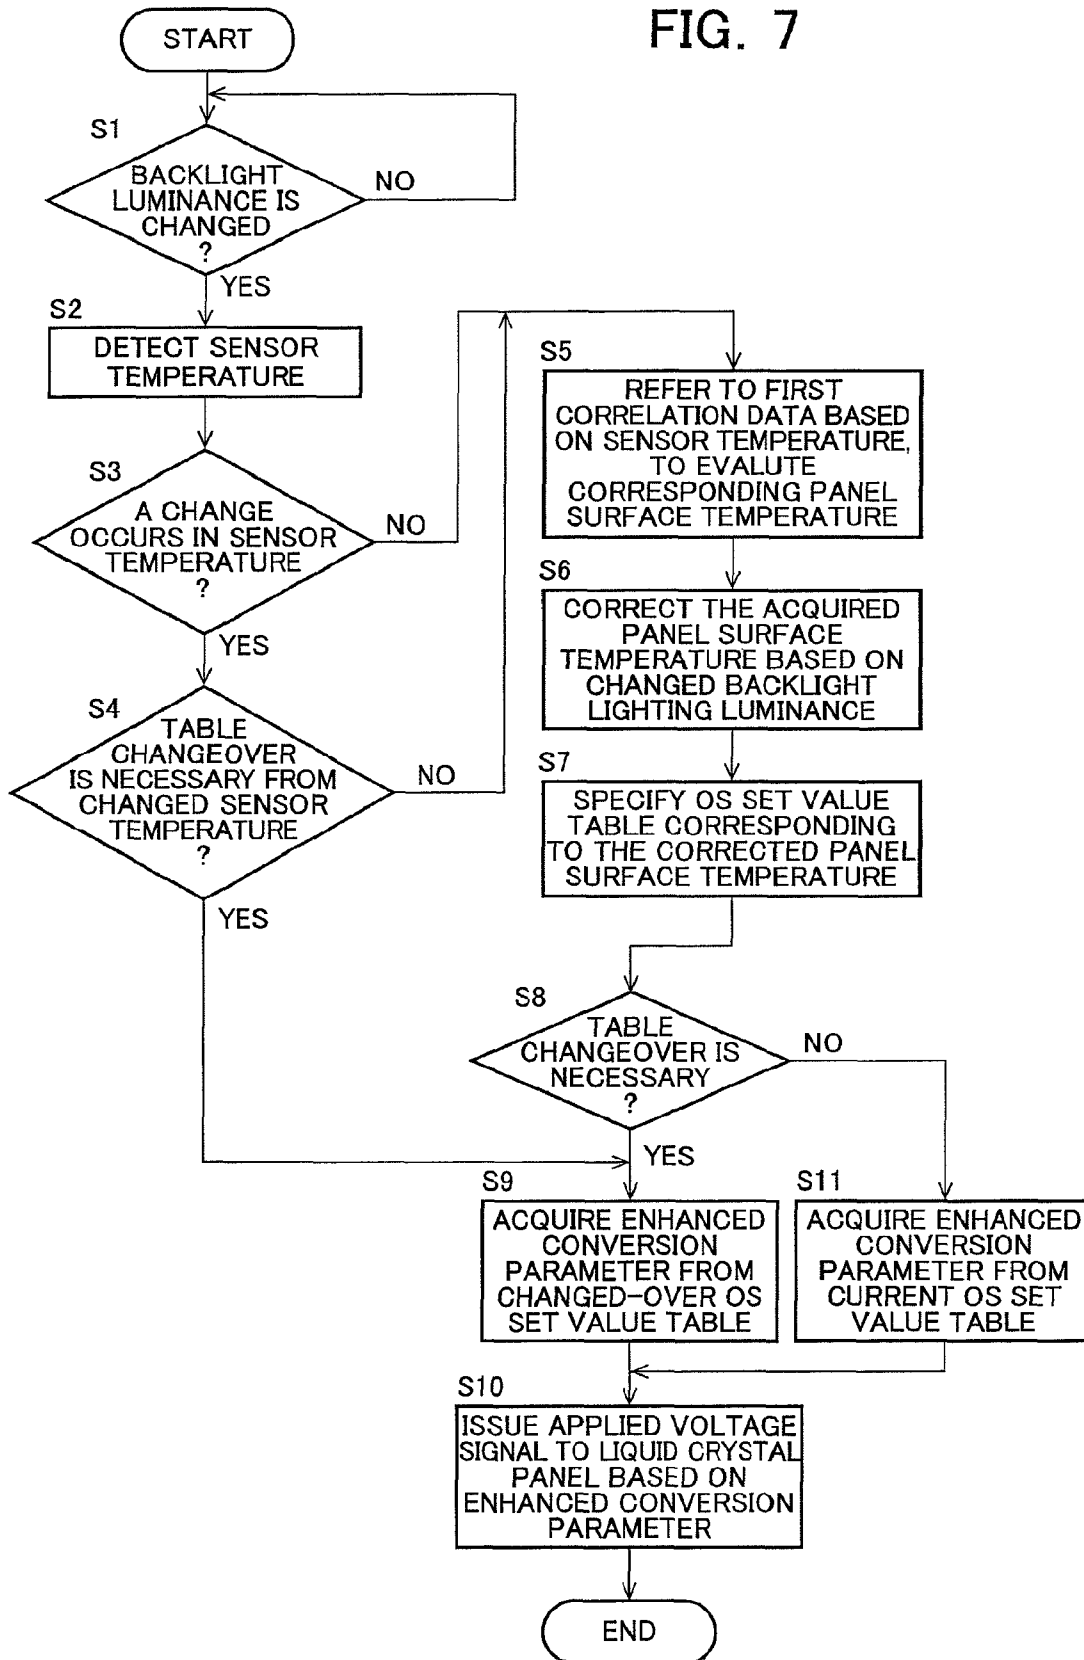 FIG. 7
START
S1
BACKLIGHT
LUMINANCE IS
CHANGED
?
NO
YES
S2
DETECT SENSOR
TEMPERATURE
S3
A CHANGE
OCCURS IN SENSOR
TEMPERATURE
?
NO
YES
S4
TABLE
CHANGEOVER
IS NECESSARY FROM
CHANGED SENSOR
TEMPERATURE
?
NO
YES
S5
REFER TO FIRST
CORRELATION DATA BASED
ON SENSOR TEMPERATURE,
TO EVALUTE
CORRESPONDING PANEL
SURFACE TEMPERATURE
S6
CORRECT THE ACQUIRED
PANEL SURFACE
TEMPERATURE BASED ON
CHANGED BACKLIGHT
LIGHTING LUMINANCE
S7
SPECIFY OS SET VALUE
TABLE CORRESPONDING
TO THE CORRECTED PANEL
SURFACE TEMPERATURE
S8
TABLE
CHANGEOVER IS
NECESSARY
?
NO
YES
S9
ACQUIRE ENHANCED
CONVERSION
PARAMETER FROM
CHANGED-OVER OS
SET VALUE TABLE
S11
ACQUIRE ENHANCED
CONVERSION
PARAMETER FROM
CURRENT OS SET
VALUE TABLE
S10
ISSUE APPLIED VOLTAGE
SIGNAL TO LIQUID CRYSTAL
PANEL BASED ON
ENHANCED CONVERSION
PARAMETER
END